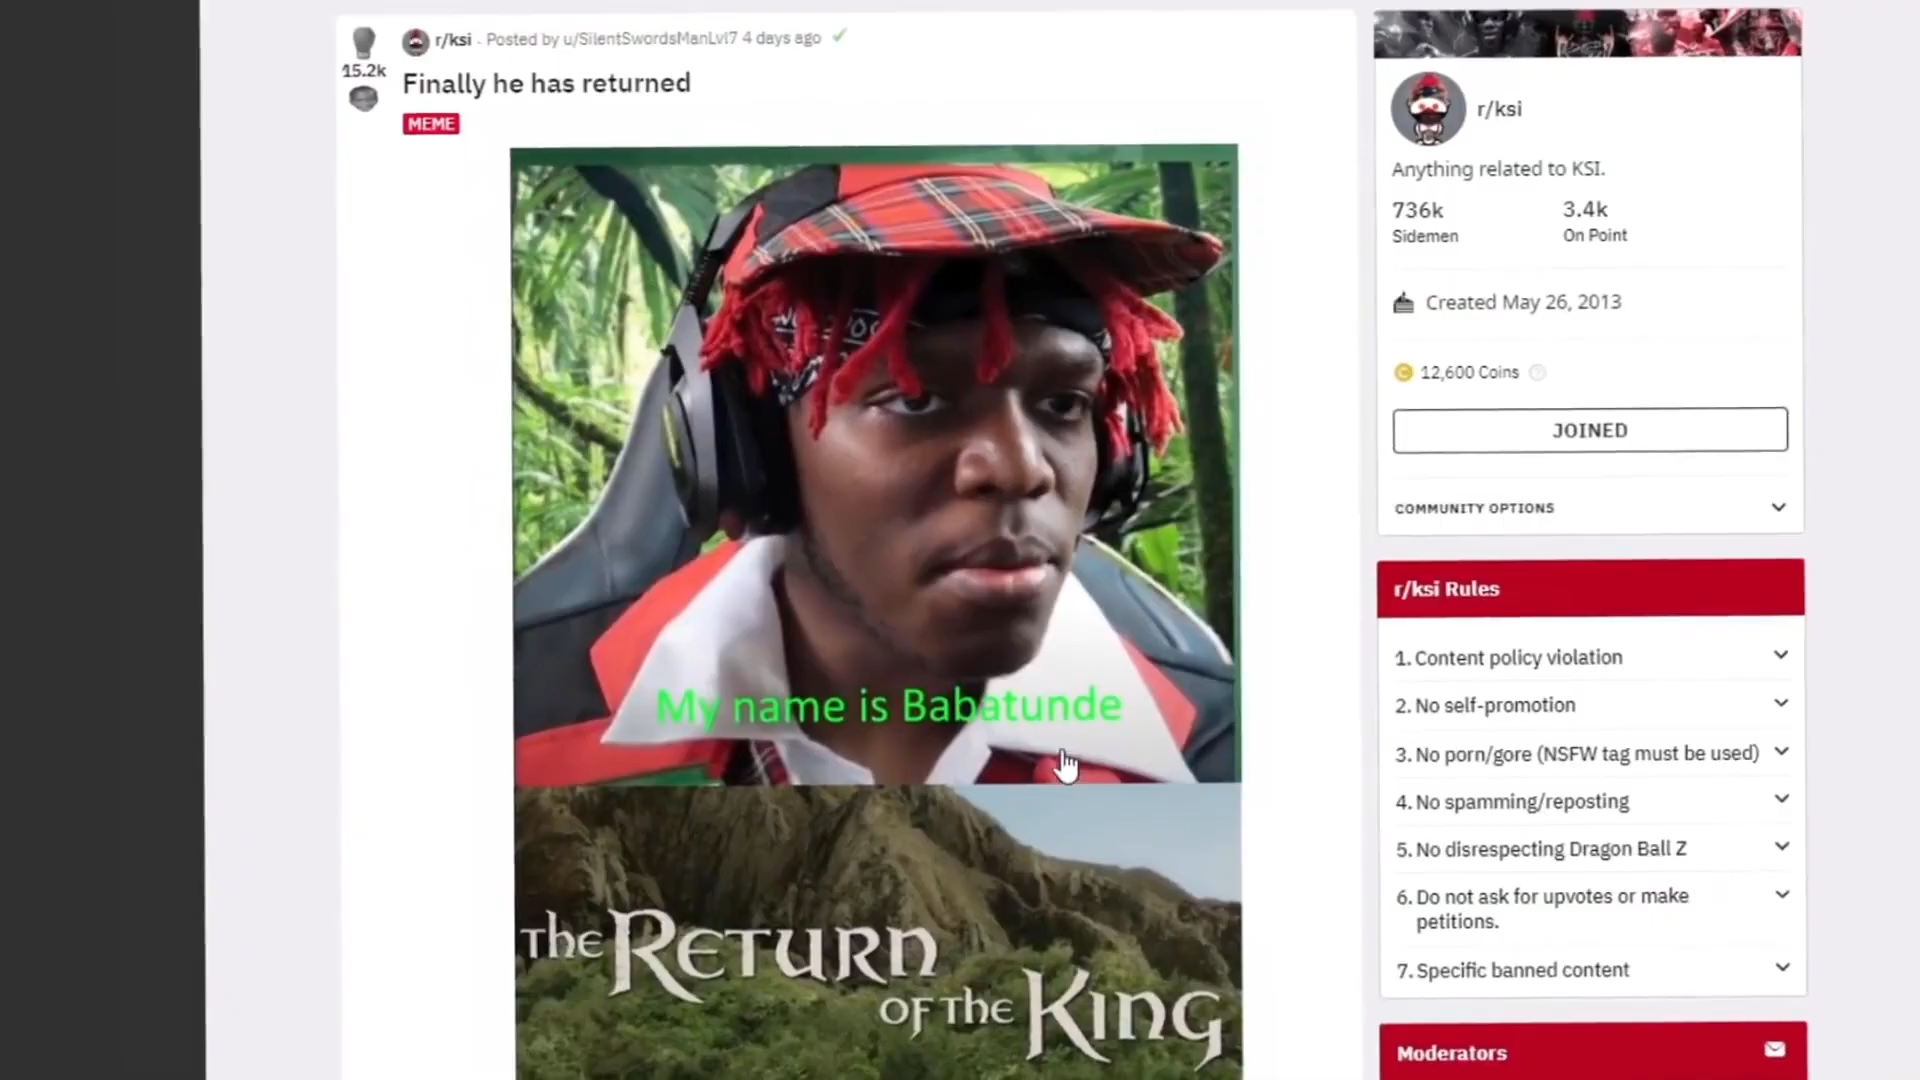 r/ksi · Posted by u/SilentSwordsManLvl7 4 days ago
15.2k
Finally he has returned
MEME
My name is Babatunde
THE RETURN
OF THE KING
r/ksi
Anything related to KSI.
736k 3.4k
Sidemen On Point
Created May 26, 2013
12,600 Coins
JOINED
COMMUNITY OPTIONS
r/ksi Rules
1. Content policy violation
2. No self-promotion
3. No porn/gore (NSFW tag must be used)
4. No spamming/reposting
5. No disrespecting Dragon Ball Z
6. Do not ask for upvotes or make
petitions.
7. Specific banned content
Moderators